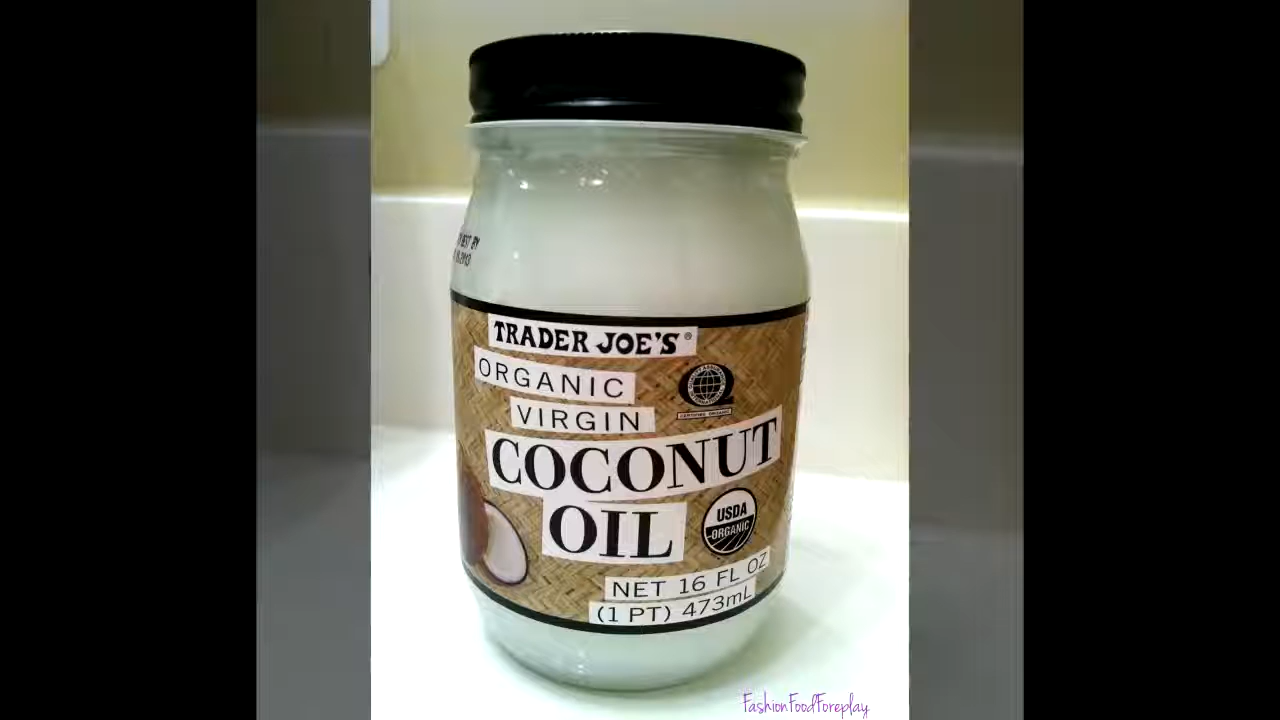 TRADER JOE'S®
ORGANIC
VIRGIN
COCONUT
OIL
USDA
ORGANIC
NET 16 FL OZ
(1 PT) 473mL
FashionFoodForeplay